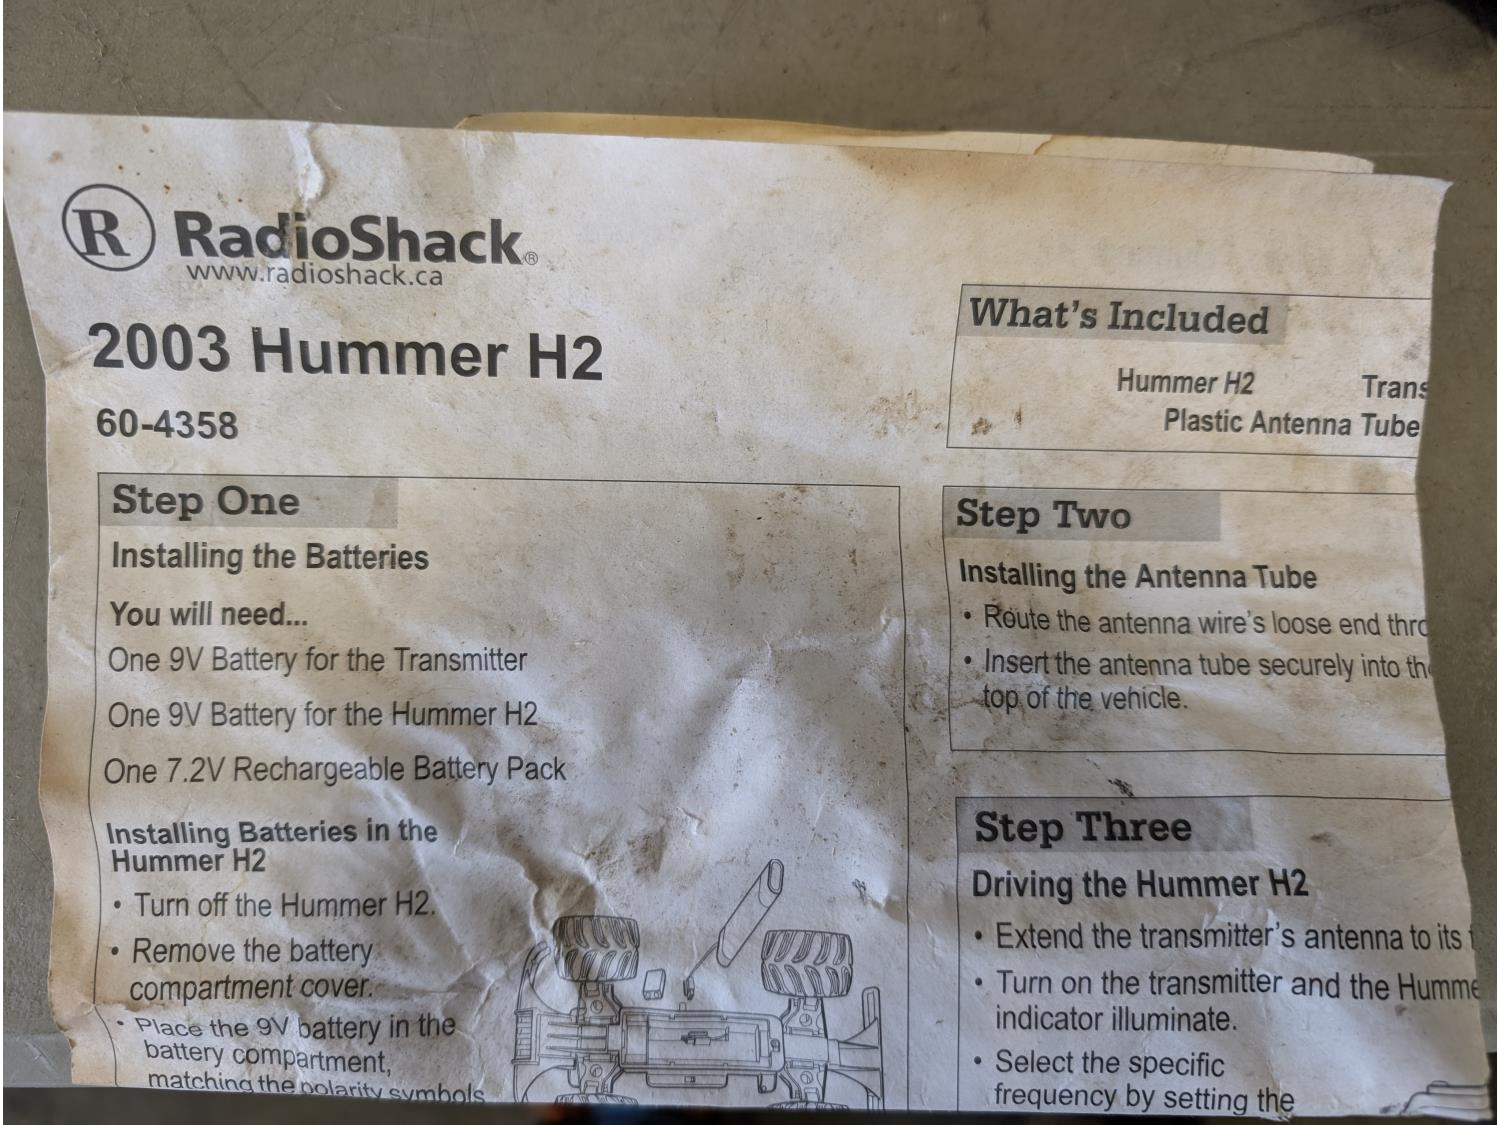 R RadioShack®
www.radioshack.ca
2003 Hummer H2
60-4358
What's Included
Hummer H2
Plastic Antenna Tube
Step One
Installing the Batteries
You will need...
One 9V Battery for the Transmitter
One 9V Battery for the Hummer H2
One 7.2V Rechargeable Battery Pack
Installing Batteries in the
Hummer H2
• Turn off the Hummer H2.
• Remove the battery
compartment cover.
• Place the 9V battery in the
battery compartment,
matching the polarity symbols
Step Two
Installing the Antenna Tube
• Route the antenna wire's loose end
• Insert the antenna tube securely into
top of the vehicle.
Step Three
Driving the Hummer H2
• Extend the transmitter's antenna to its
• Turn on the transmitter and the
indicator illuminate.
• Select the specific
frequency by setting the